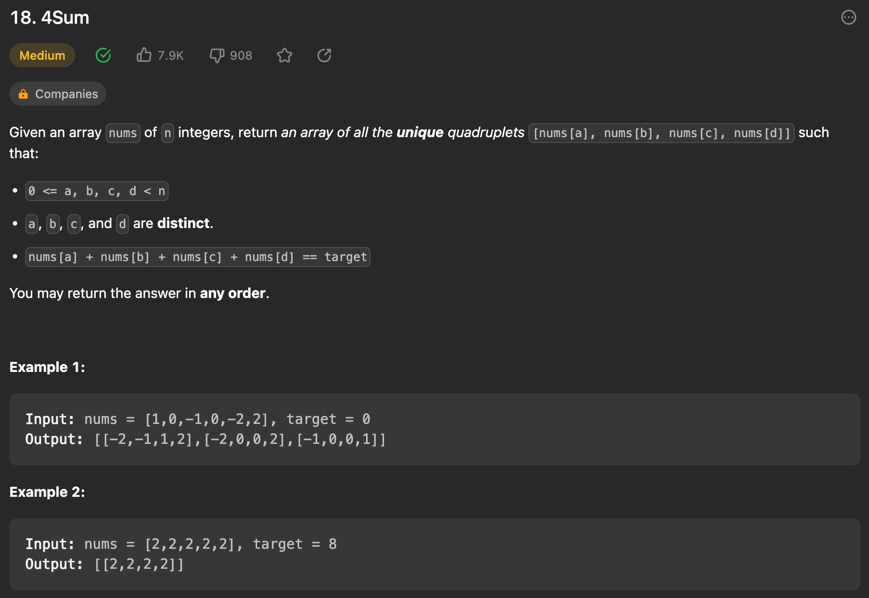 18. 4Sum
Medium 7.9K 908
Companies
Given an array nums of n integers, return an array of all the unique quadruplets [nums[a], nums[b], nums[c], nums[d]] such
that:
• 0 <= a, b, c, d < n
• a, b, c, and d are distinct.
• nums[a] + nums[b] + nums[c] + nums[d] == target
You may return the answer in any order.
Example 1:
Input: nums = [1,0,-1,0,-2,2], target = 0
Output: [[-2,-1,1,2],[-2,0,0,2],[-1,0,0,1]]
Example 2:
Input: nums = [2,2,2,2,2], target = 8
Output: [[2,2,2,2]]